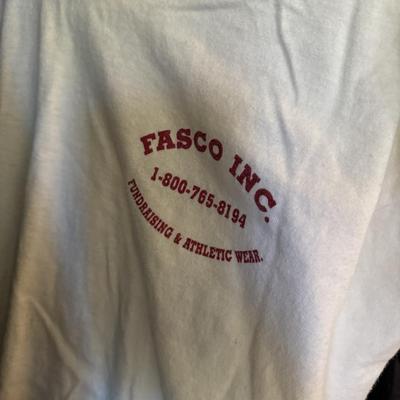 FASCO INC.
1-800-765-8194
FUNDRAISING & ATHLETIC WEAR.